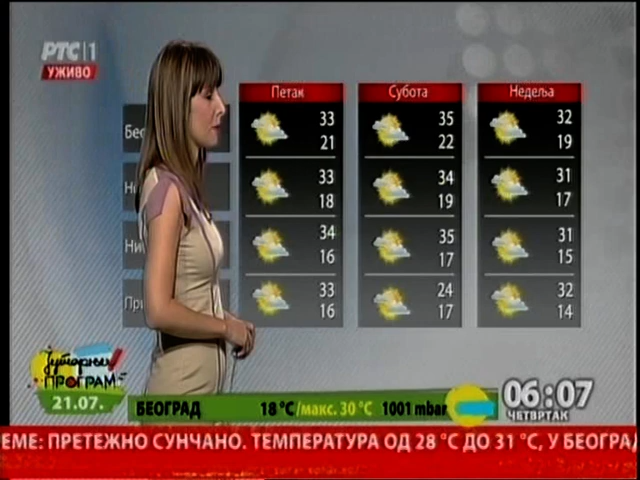 РТС|1
УЖИВО
Петак Субота Недеља
33 35 32
21 22 19
33 34 31
18 19 17
34 35 31
16 17 15
33 24 32
16 17 14
Јутарњи
ПРОГРАМ
21.07.
БЕОГРАД 18 °C /макс. 30 °C 1001 mbar
06:07
ЧЕТВРТАК
ЕМЕ: ПРЕТЕЖНО СУНЧАНО. ТЕМПЕРАТУРА ОД 28 °C ДО 31 °C, У БЕОГРАД